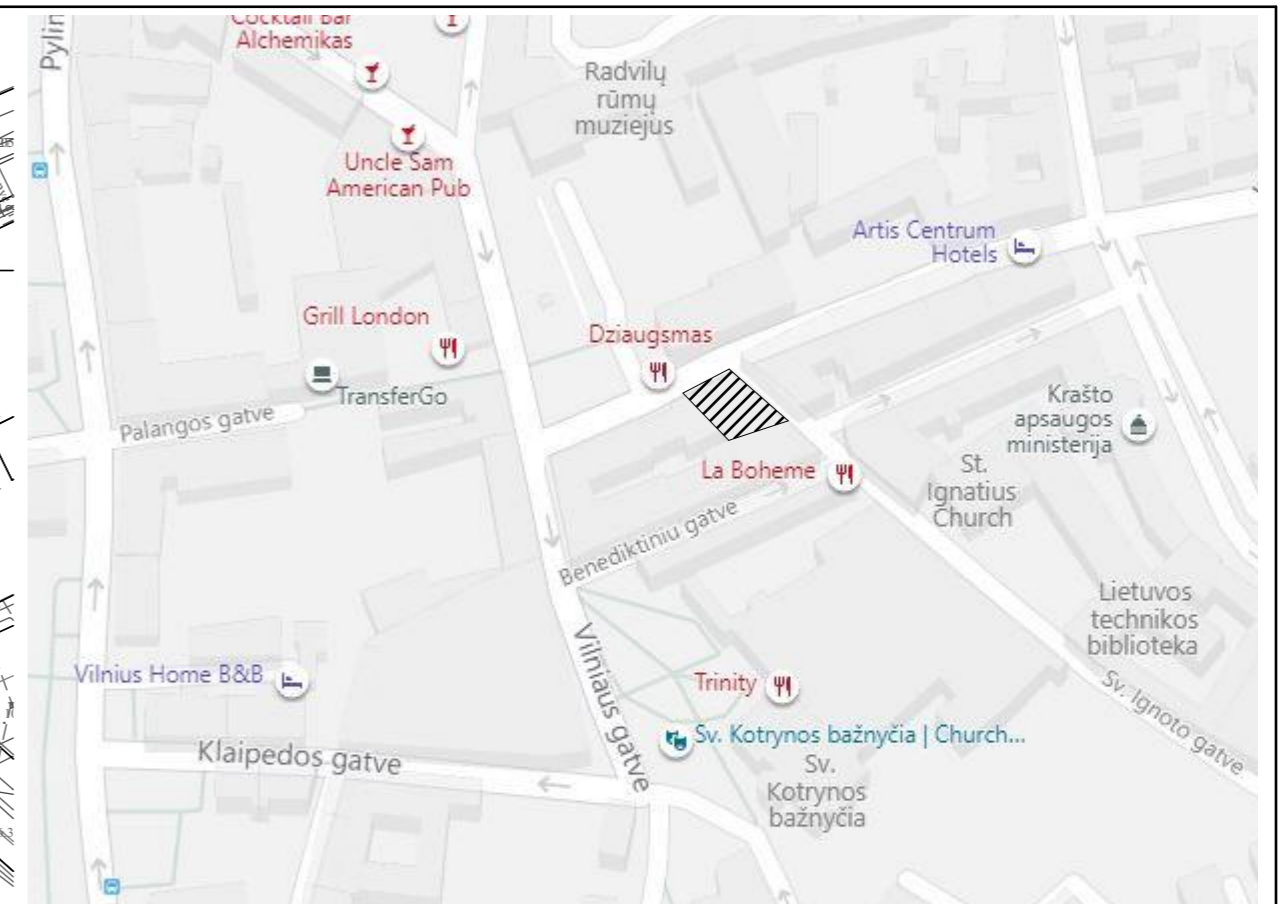 Pylim
Cocktail Bar
Alchemikas
Radvilų
rūmų
muziejus
Uncle Sam
American Pub
Artis Centrum
Hotels
Grill London
Dziaugsmas
TransferGo
Palangos gatve
Krašto
apsaugos
ministerija
La Boheme
St.
Ignatius
Church
Benediktiniu gatve
Lietuvos
technikos
biblioteka
Vilniaus gatve
Vilnius Home B&B
Trinity
Sv. Ignoto gatve
Sv. Kotrynos bažnyčia | Church...
Klaipedos gatve
Sv.
Kotrynos
bažnyčia